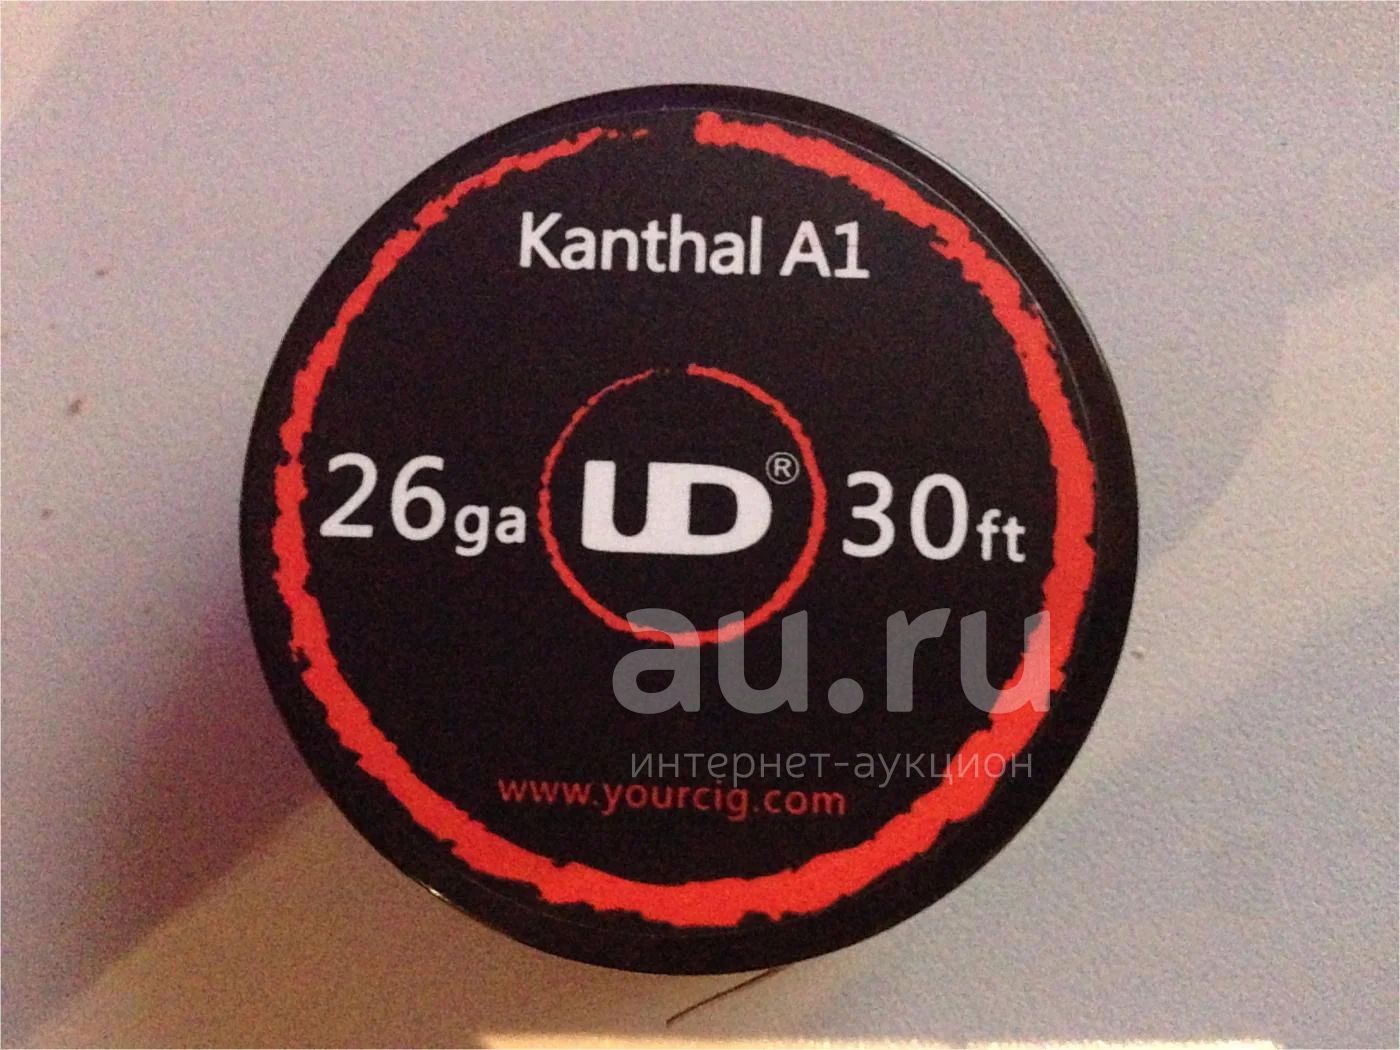 Kanthal A1
26ga UD® 30ft
au.ru
интернет-аукцион
www.yourcig.com